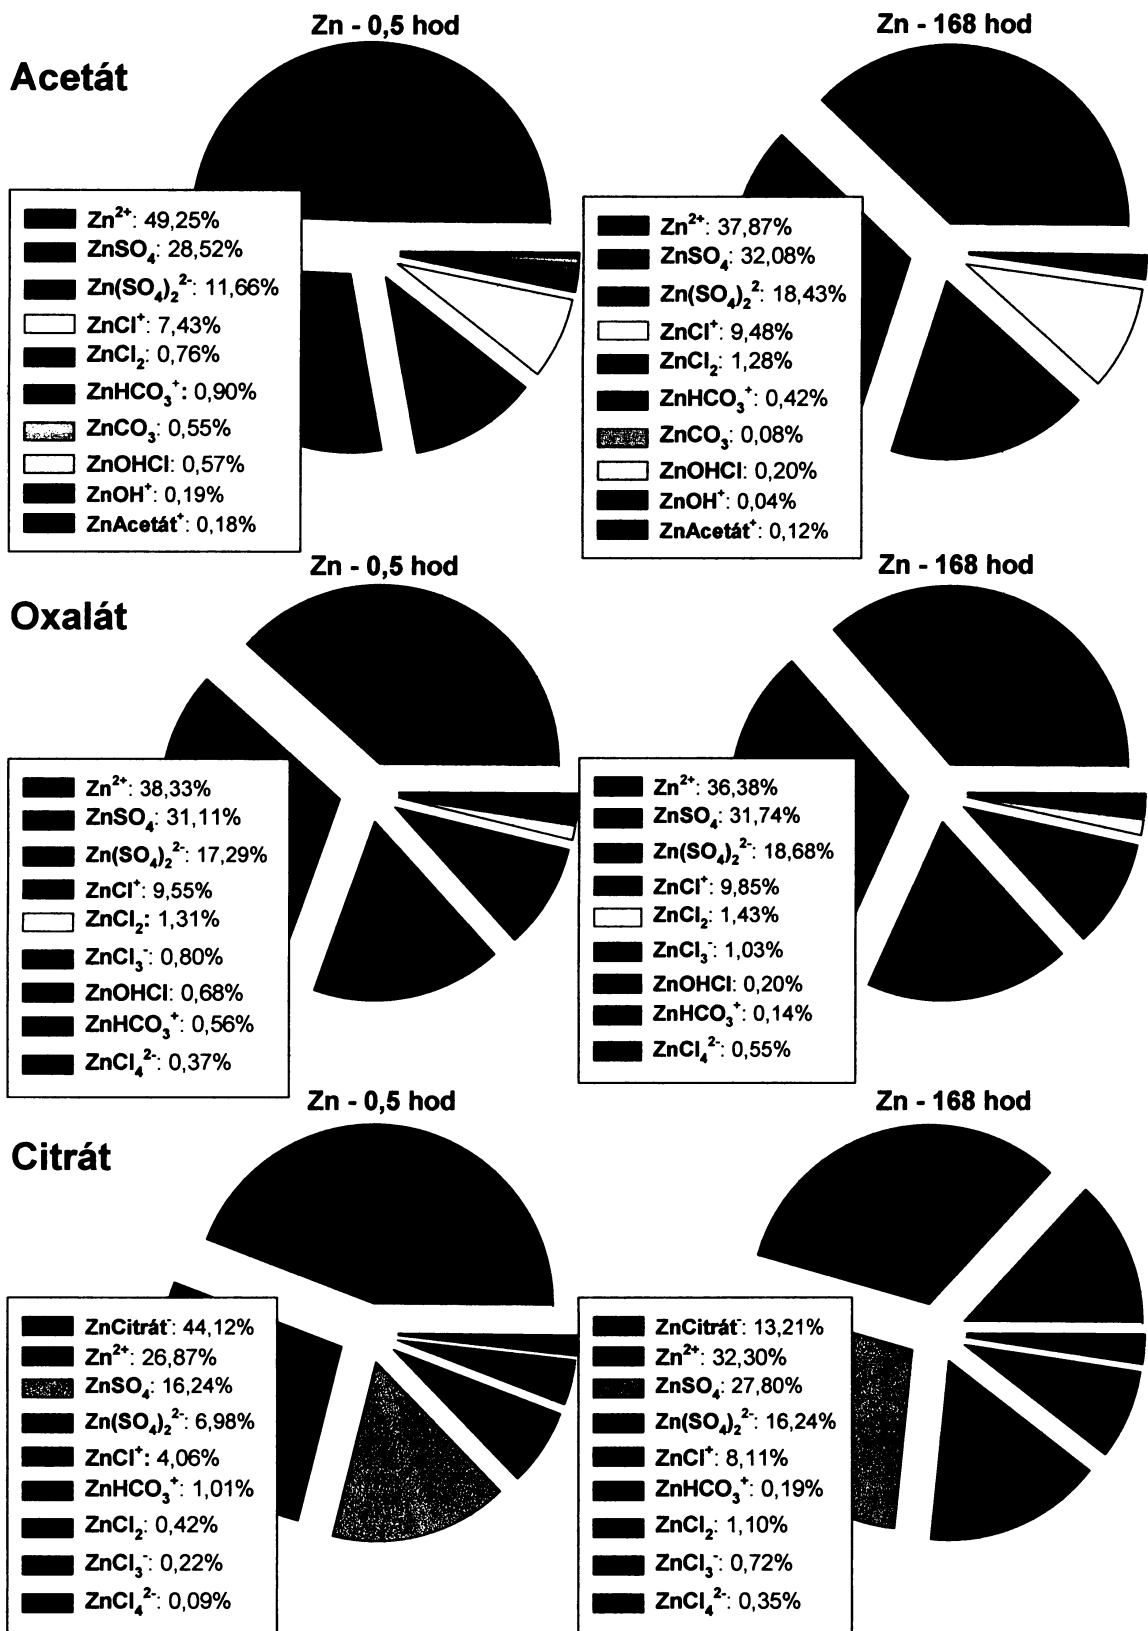 Zn - 0,5 hod
Zn - 168 hod
Acetát
Zn²⁺: 49,25%
ZnSO₄: 28,52%
Zn(SO₄)₂²⁻: 11,66%
ZnCl⁺: 7,43%
ZnCl₂: 0,76%
ZnHCO₃⁺: 0,90%
ZnCO₃: 0,55%
ZnOHCl: 0,57%
ZnOH⁺: 0,19%
ZnAcetát⁺: 0,18%
Zn²⁺: 37,87%
ZnSO₄: 32,08%
Zn(SO₄)₂²⁻: 18,43%
ZnCl⁺: 9,48%
ZnCl₂: 1,28%
ZnHCO₃⁺: 0,42%
ZnCO₃: 0,08%
ZnOHCl: 0,20%
ZnOH⁺: 0,04%
ZnAcetát⁺: 0,12%
Zn - 0,5 hod
Zn - 168 hod
Oxalát
Zn²⁺: 38,33%
ZnSO₄: 31,11%
Zn(SO₄)₂²⁻: 17,29%
ZnCl⁺: 9,55%
ZnCl₂: 1,31%
ZnCl₃⁻: 0,80%
ZnOHCl: 0,68%
ZnHCO₃⁺: 0,56%
ZnCl₄²⁻: 0,37%
Zn²⁺: 36,38%
ZnSO₄: 31,74%
Zn(SO₄)₂²⁻: 18,68%
ZnCl⁺: 9,85%
ZnCl₂: 1,43%
ZnCl₃⁻: 1,03%
ZnOHCl: 0,20%
ZnHCO₃⁺: 0,14%
ZnCl₄²⁻: 0,55%
Zn - 0,5 hod
Zn - 168 hod
Citrát
ZnCitrát⁻: 44,12%
Zn²⁺: 26,87%
ZnSO₄: 16,24%
Zn(SO₄)₂²⁻: 6,98%
ZnCl⁺: 4,06%
ZnHCO₃⁺: 1,01%
ZnCl₂: 0,42%
ZnCl₃⁻: 0,22%
ZnCl₄²⁻: 0,09%
ZnCitrát⁻: 13,21%
Zn²⁺: 32,30%
ZnSO₄: 27,80%
Zn(SO₄)₂²⁻: 16,24%
ZnCl⁺: 8,11%
ZnHCO₃⁺: 0,19%
ZnCl₂: 1,10%
ZnCl₃⁻: 0,72%
ZnCl₄²⁻: 0,35%